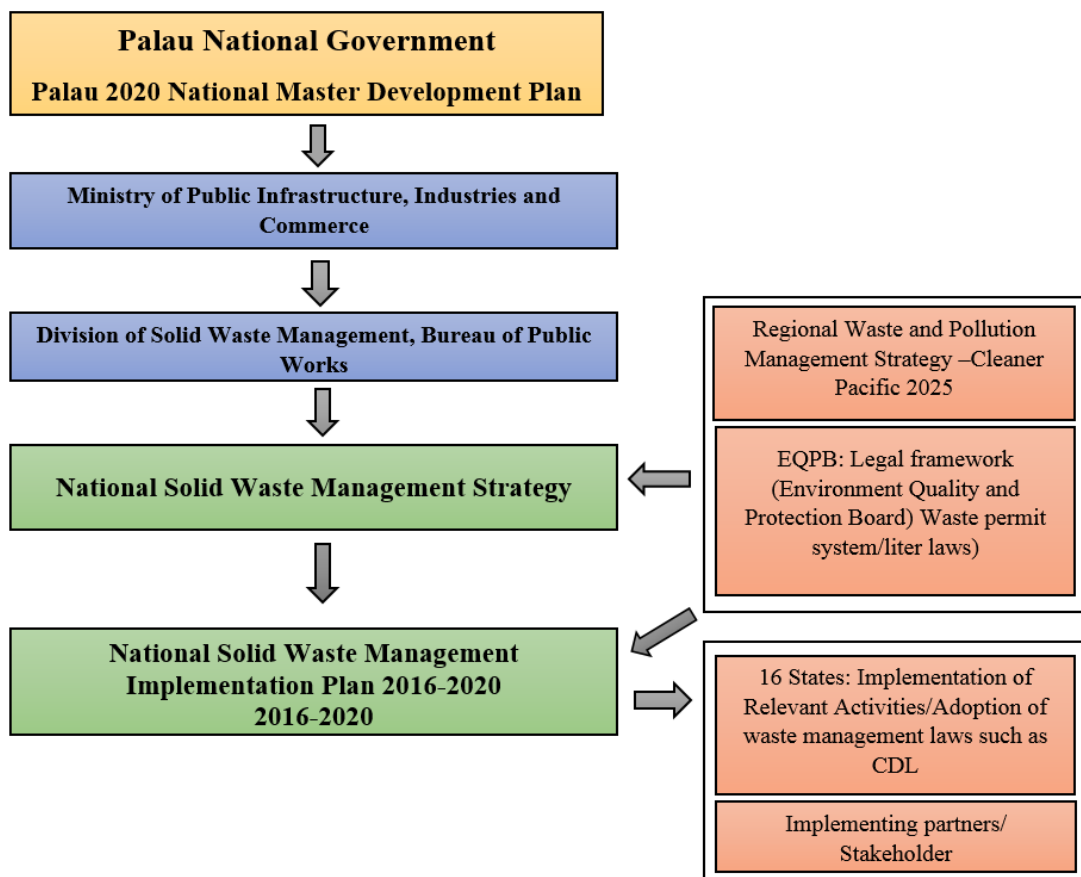 Palau National Government
Palau 2020 National Master Development Plan
Ministry of Public Infrastructure, Industries and
Commerce
Division of Solid Waste Management, Bureau of Public
Works
National Solid Waste Management Strategy
National Solid Waste Management
Implementation Plan 2016-2020
2016-2020
Regional Waste and Pollution
Management Strategy –Cleaner
Pacific 2025
EQPB: Legal framework
(Environment Quality and
Protection Board) Waste permit
system/liter laws)
16 States: Implementation of
Relevant Activities/Adoption of
waste management laws such as
CDL
Implementing partners/
Stakeholder